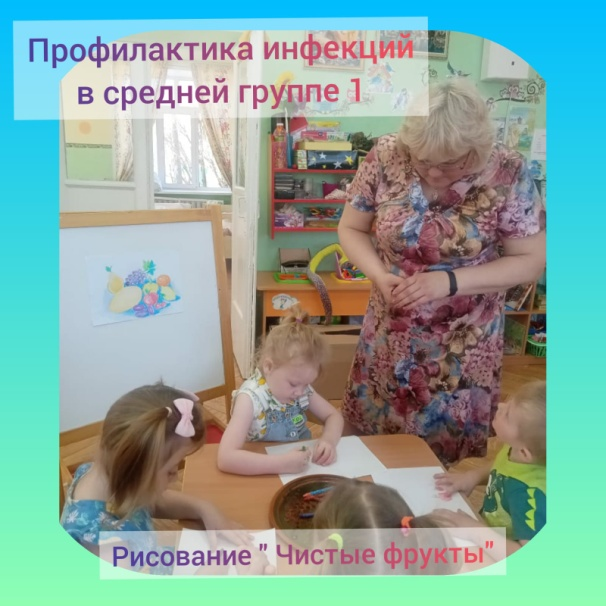 Профилактика инфекций
в средней группе 1
Рисование " Чистые фрукты"